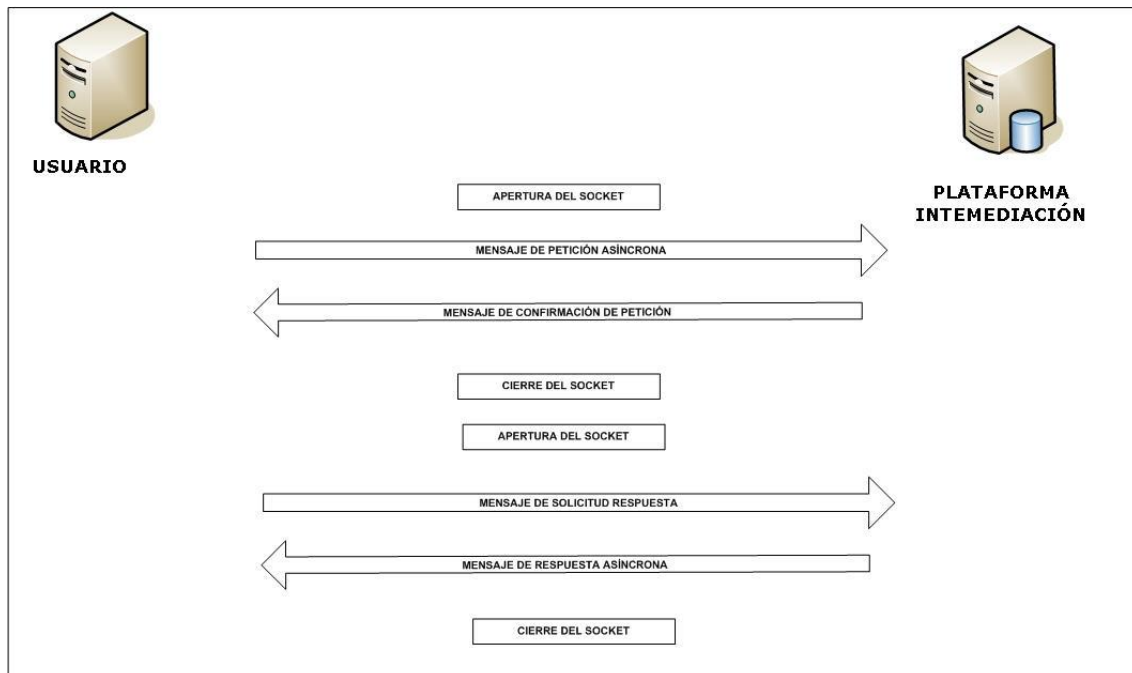 USUARIO
PLATAFORMA
INTEMEDIACIÓN
APERTURA DEL SOCKET
MENSAJE DE PETICIÓN ASÍNCRONA
MENSAJE DE CONFIRMACIÓN DE PETICIÓN
CIERRE DEL SOCKET
APERTURA DEL SOCKET
MENSAJE DE SOLICITUD RESPUESTA
MENSAJE DE RESPUESTA ASÍNCRONA
CIERRE DEL SOCKET